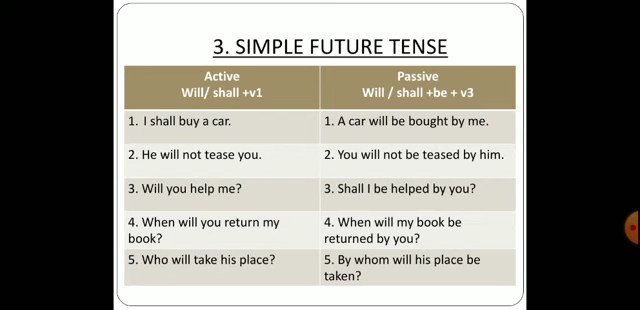 3. SIMPLE FUTURE TENSE
Active
Will/ shall +v1
Passive
Will / shall +be + v3
1. I shall buy a car.
1. A car will be bought by me.
2. He will not tease you.
2. You will not be teased by him.
3. Will you help me?
3. Shall I be helped by you?
4. When will you return my
book?
4. When will my book be
returned by you?
5. Who will take his place?
5. By whom will his place be
taken?